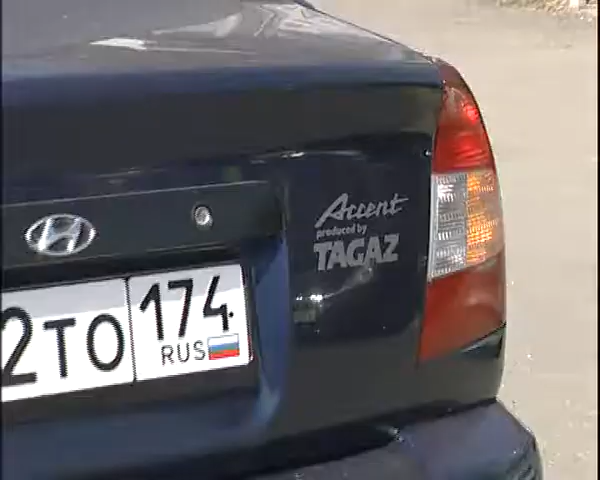 Accent
produced by
TAGAZ
2ТО 174
RUS